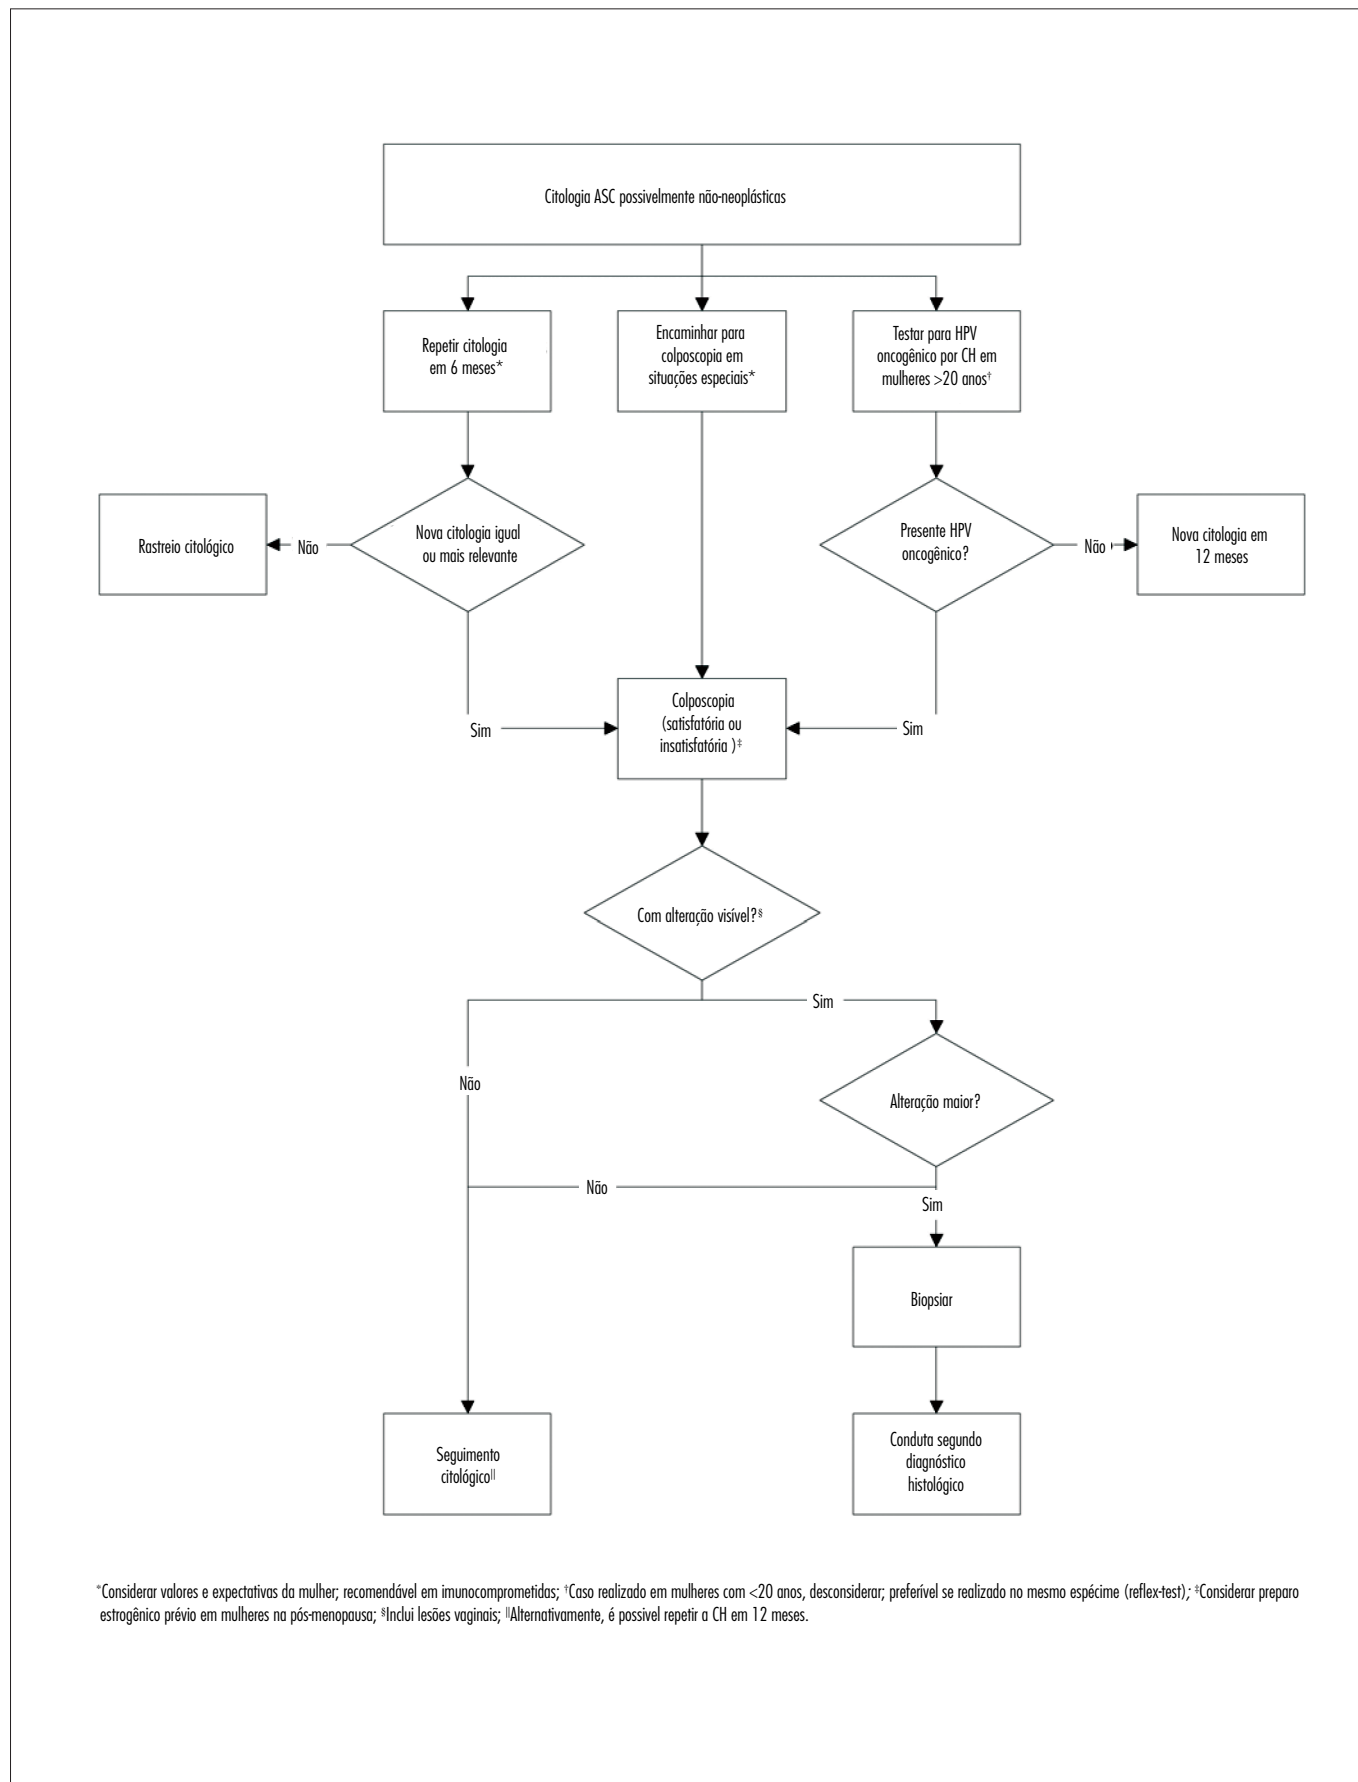 Citologia ASC possivelmente não-neoplásticas
Repetir citologia
em 6 meses*
Encaminhar para
colposcopia em
situações especiais*
Testar para HPV
oncogênico por CH em
mulheres >20 anos†
Rastreio citológico
Não
Nova citologia igual
ou mais relevante
Presente HPV
oncogênico?
Não
Nova citologia em
12 meses
Sim
Colposcopia
(satisfatória ou
insatisfatória )‡
Sim
Com alteração visível?§
Sim
Não
Alteração maior?
Não
Sim
Biopsiar
Seguimento
citológico||
Conduta segundo
diagnóstico
histológico
*Considerar valores e expectativas da mulher; recomendável em imunocomprometidas; †Caso realizado em mulheres com <20 anos, desconsiderar; preferível se realizado no mesmo espécime (reflex-test); ‡Considerar preparo
estrogênico prévio em mulheres na pós-menopausa; §Inclui lesões vaginais; ||Alternativamente, é possivel repetir a CH em 12 meses.